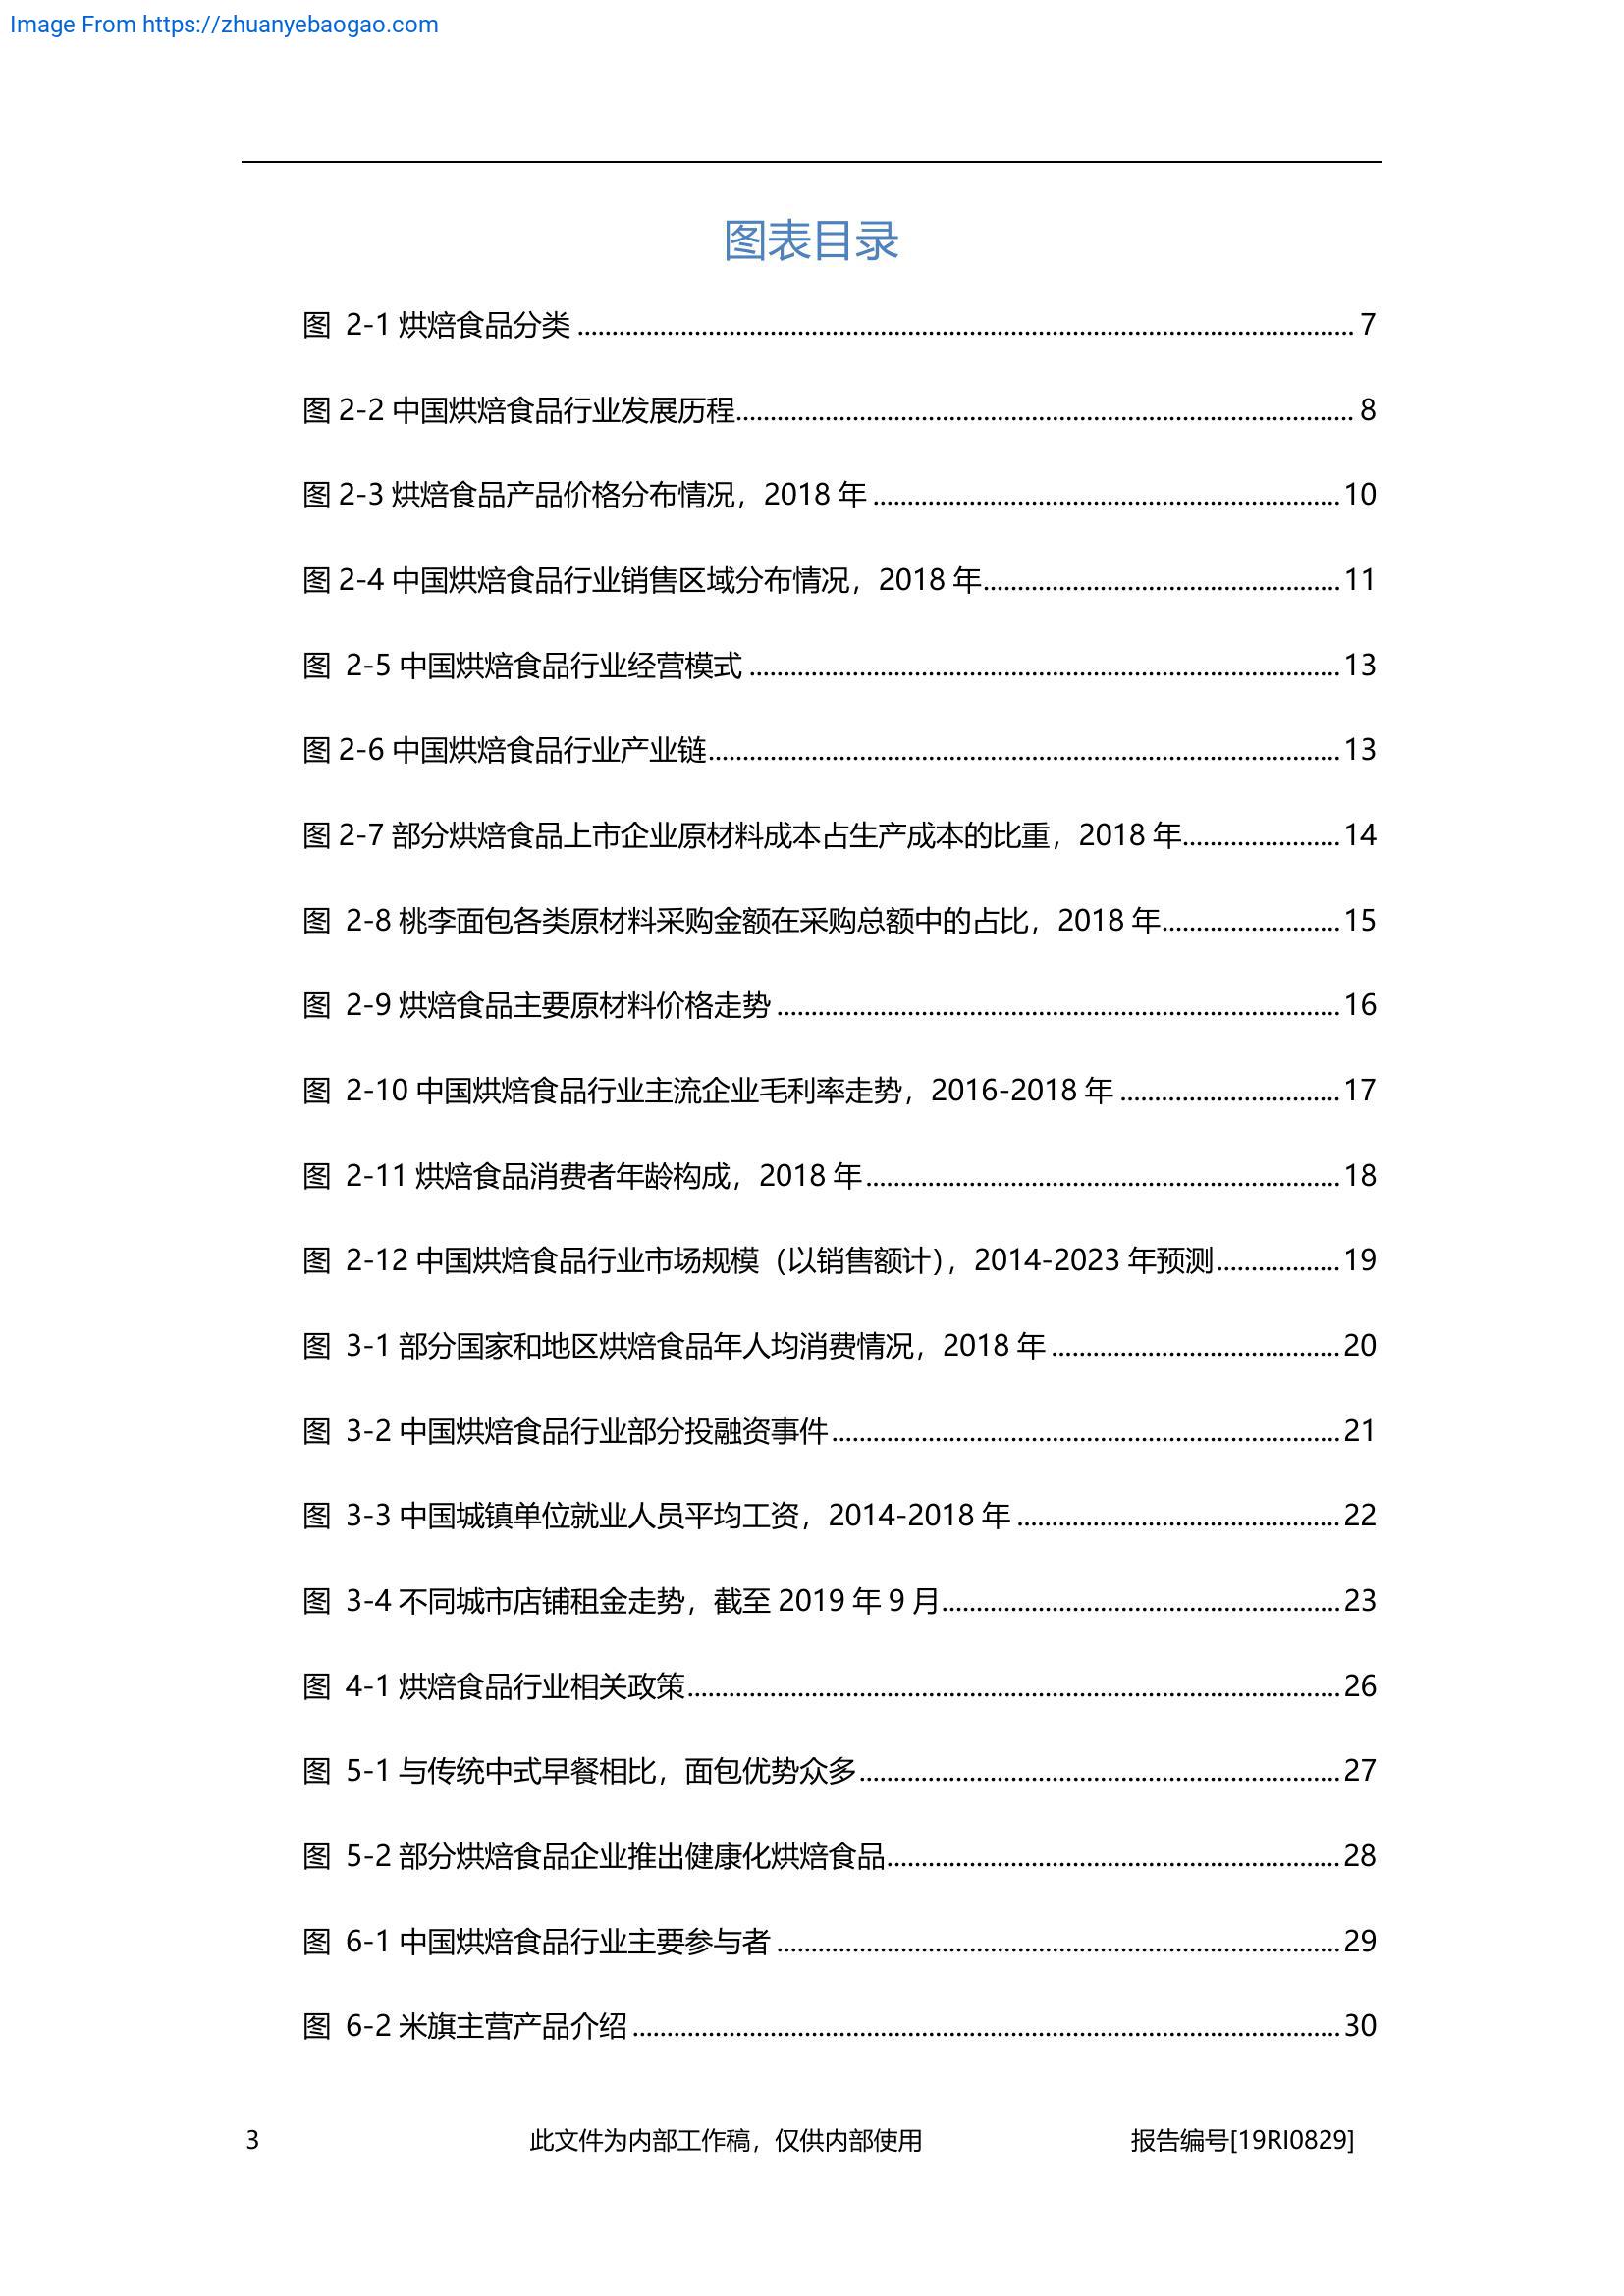 Image From https://zhuanyebaogao.com
图表目录
图 2-1 烘焙食品分类 ........ 7
图 2-2 中国烘焙食品行业发展历程........ 8
图 2-3 烘焙食品产品价格分布情况，2018 年 ........ 10
图 2-4 中国烘焙食品行业销售区域分布情况，2018 年........ 11
图 2-5 中国烘焙食品行业经营模式 ........ 13
图 2-6 中国烘焙食品行业产业链........ 13
图 2-7 部分烘焙食品上市企业原材料成本占生产成本的比重，2018 年........ 14
图 2-8 桃李面包各类原材料采购金额在采购总额中的占比，2018 年........ 15
图 2-9 烘焙食品主要原材料价格走势 ........ 16
图 2-10 中国烘焙食品行业主流企业毛利率走势，2016-2018 年 ........ 17
图 2-11 烘焙食品消费者年龄构成，2018 年........ 18
图 2-12 中国烘焙食品行业市场规模（以销售额计），2014-2023 年预测........ 19
图 3-1 部分国家和地区烘焙食品年人均消费情况，2018 年 ........ 20
图 3-2 中国烘焙食品行业部分投融资事件........ 21
图 3-3 中国城镇单位就业人员平均工资，2014-2018 年 ........ 22
图 3-4 不同城市店铺租金走势，截至 2019 年 9 月........ 23
图 4-1 烘焙食品行业相关政策........ 26
图 5-1 与传统中式早餐相比，面包优势众多........ 27
图 5-2 部分烘焙食品企业推出健康化烘焙食品........ 28
图 6-1 中国烘焙食品行业主要参与者 ........ 29
图 6-2 米旗主营产品介绍 ........ 30
3 此文件为内部工作稿，仅供内部使用 报告编号[19RI0829]